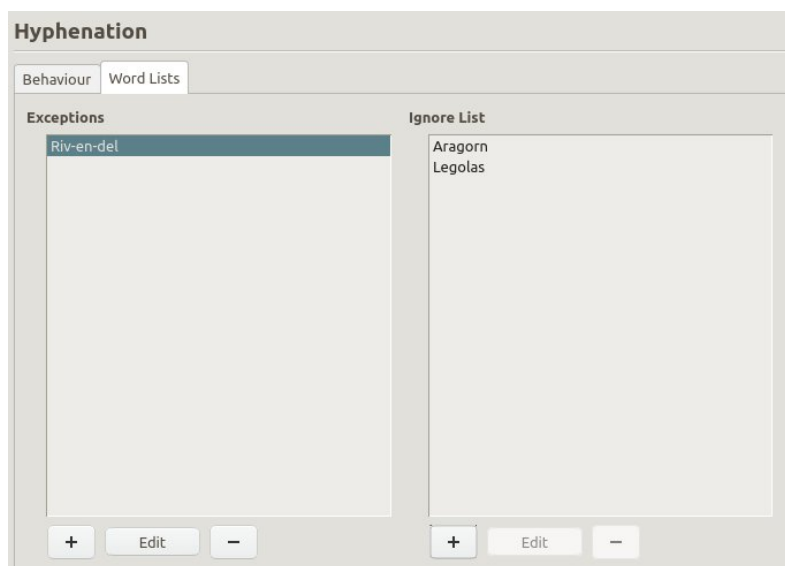 Hyphenation
Behaviour Word Lists
Exceptions
Riv-en-del
+ Edit −
Ignore List
Aragorn
Legolas
+ Edit −